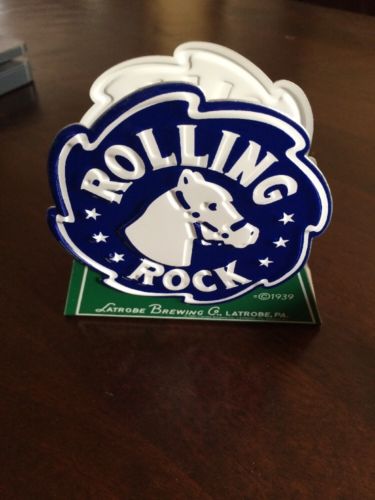 ROLLING
ROCK
©1939
LATROBE BREWING Co. LATROBE, PA.